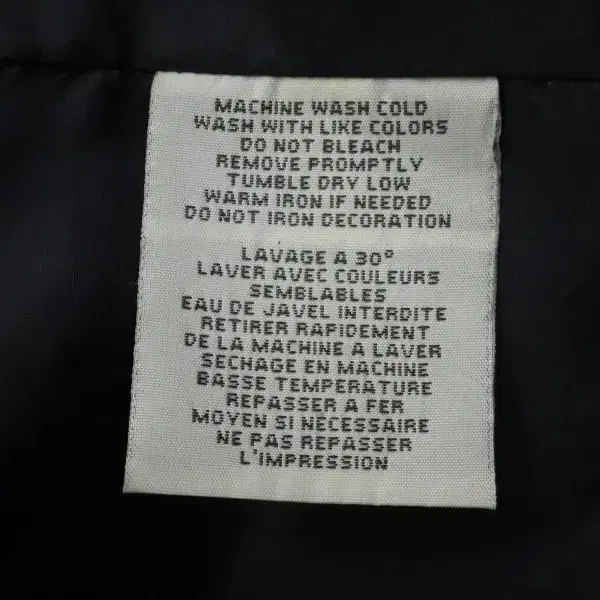 MACHINE WASH COLD
WASH WITH LIKE COLORS
DO NOT BLEACH
REMOVE PROMPTLY
TUMBLE DRY LOW
WARM IRON IF NEEDED
DO NOT IRON DECORATION
LAVAGE A 30°
LAVER AVEC COULEURS
SEMBLABLES
EAU DE JAVEL INTERDITE
RETIRER RAPIDEMENT
DE LA MACHINE A LAVER
SECHAGE EN MACHINE
BASSE TEMPERATURE
REPASSER A FER
MOYEN SI NECESSAIRE
NE PAS REPASSER
L'IMPRESSION